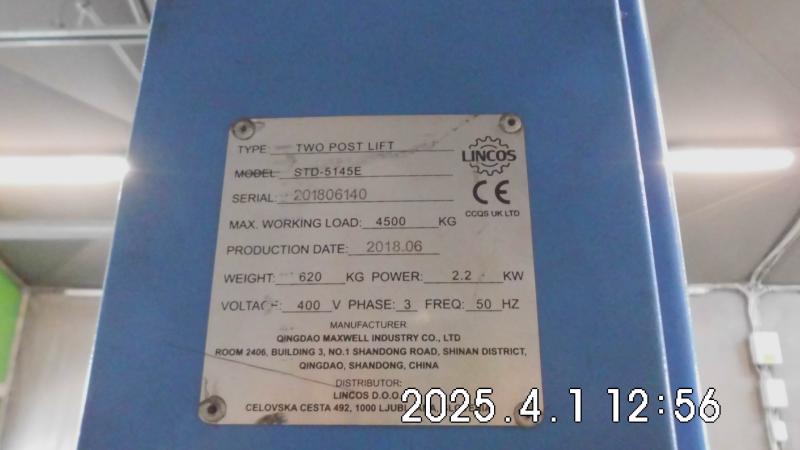 TYPE: TWO POST LIFT
LINCOS
MODEL: STD-5145E
SERIAL: 201806140
CE
CCQS UK LTD
MAX. WORKING LOAD: 4500 KG
PRODUCTION DATE: 2018.06
WEIGHT: 620 KG POWER: 2.2 KW
VOLTAGE: 400 V PHASE: 3 FREQ: 50 HZ
MANUFACTURER
QINGDAO MAXWELL INDUSTRY CO., LTD
ROOM 2406, BUILDING 3, NO.1 SHANDONG ROAD, SHINAN DISTRICT,
QINGDAO, SHANDONG, CHINA
DISTRIBUTOR:
LINCOS D.O.O
CELOVSKA CESTA 492, 1000
2025.4.1 12:56